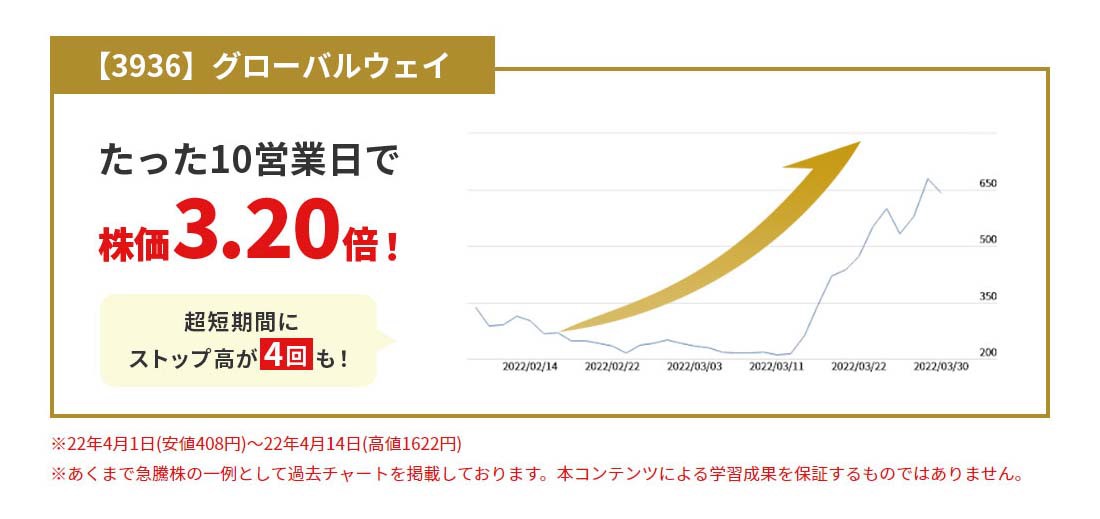 【3936】グローバルウェイ
たった10営業日で
株価3.20倍！
超短期間に
ストップ高が4回も！
650
500
350
200
2022/02/14 2022/02/22 2022/03/03 2022/03/11 2022/03/22 2022/03/30
※22年4月1日(安値408円)～22年4月14日(高値1622円)
※あくまで急騰株の一例として過去チャートを掲載しております。本コンテンツによる学習成果を保証するものではありません。